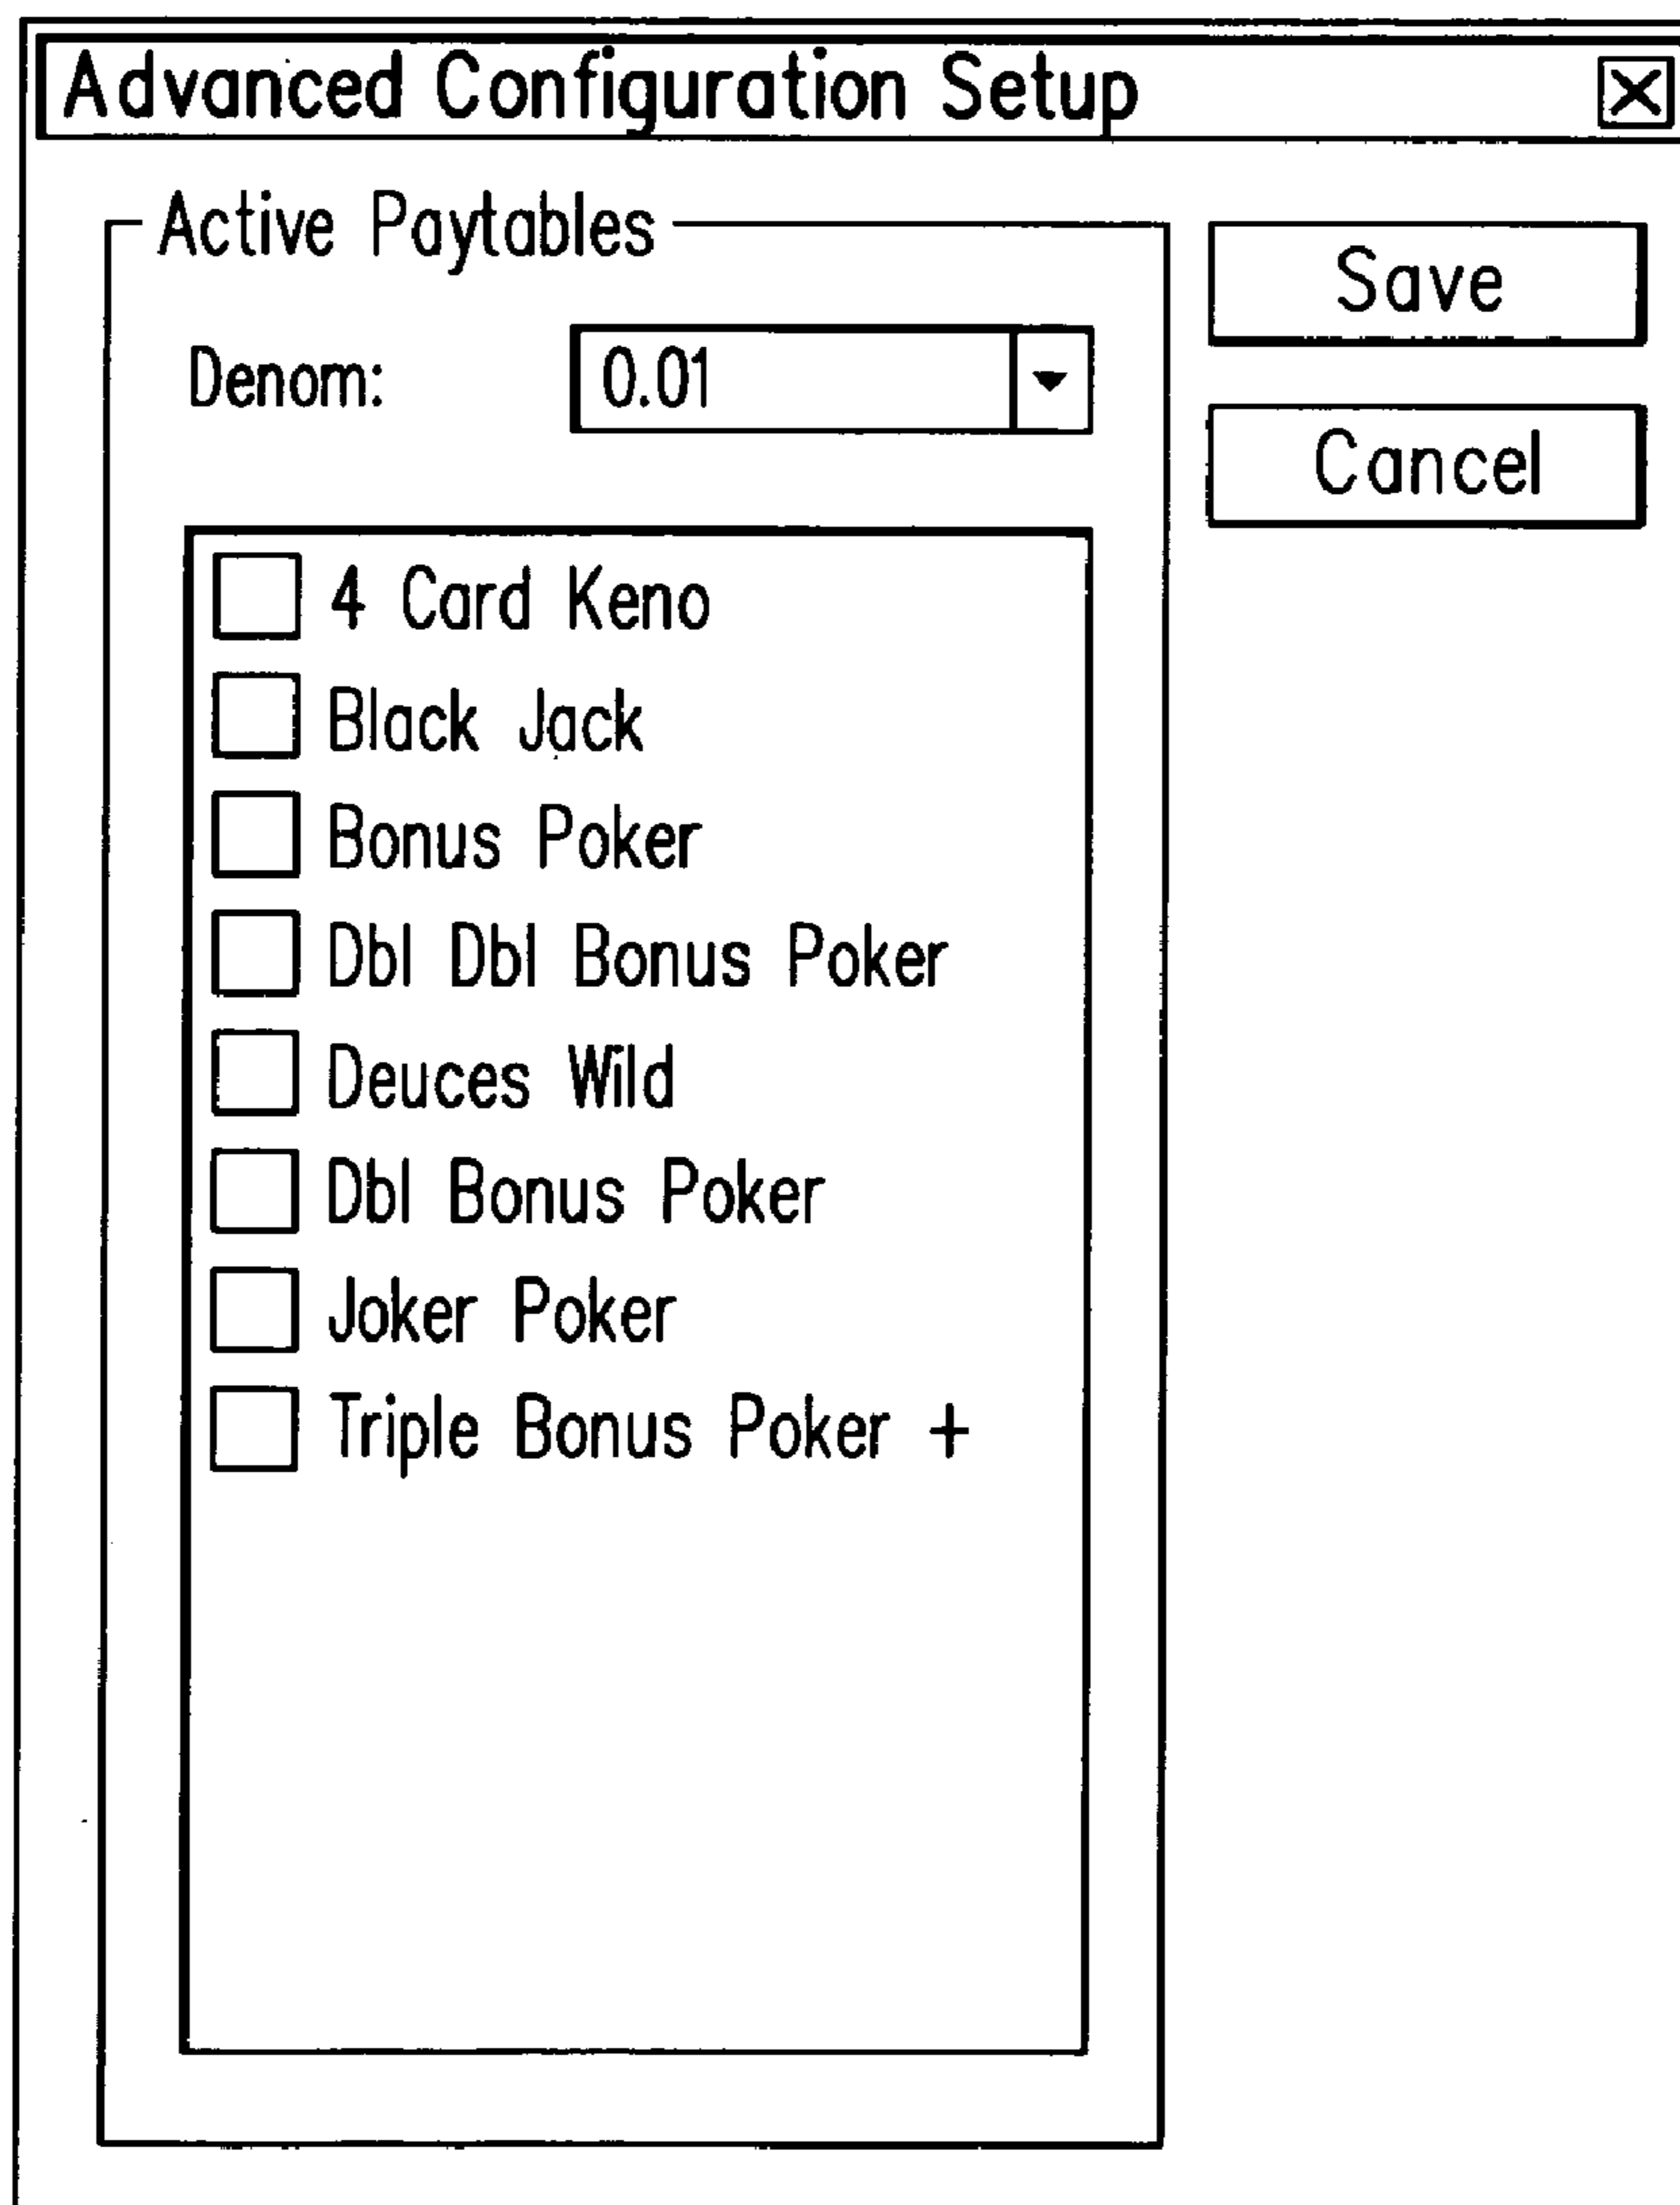 Advanced Configuration Setup
Active Paytables
Save
Denom:
0.01
Cancel
4 Card Keno
Black Jack
Bonus Poker
Dbl Dbl Bonus Poker
Deuces Wild
Dbl Bonus Poker
Joker Poker
Triple Bonus Poker +